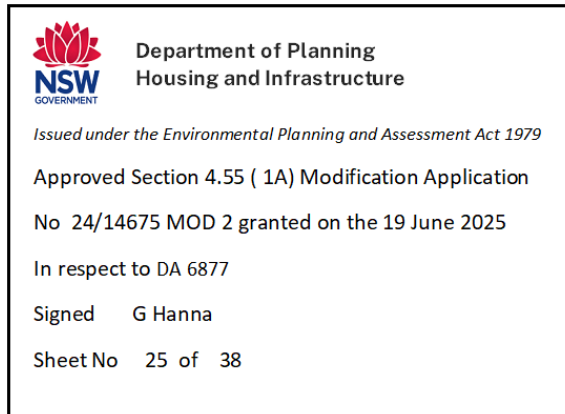 Department of Planning
Housing and Infrastructure
NSW
GOVERNMENT
Issued under the Environmental Planning and Assessment Act 1979
Approved Section 4.55 ( 1A) Modification Application
No 24/14675 MOD 2 granted on the 19 June 2025
In respect to DA 6877
Signed G Hanna
Sheet No 25 of 38